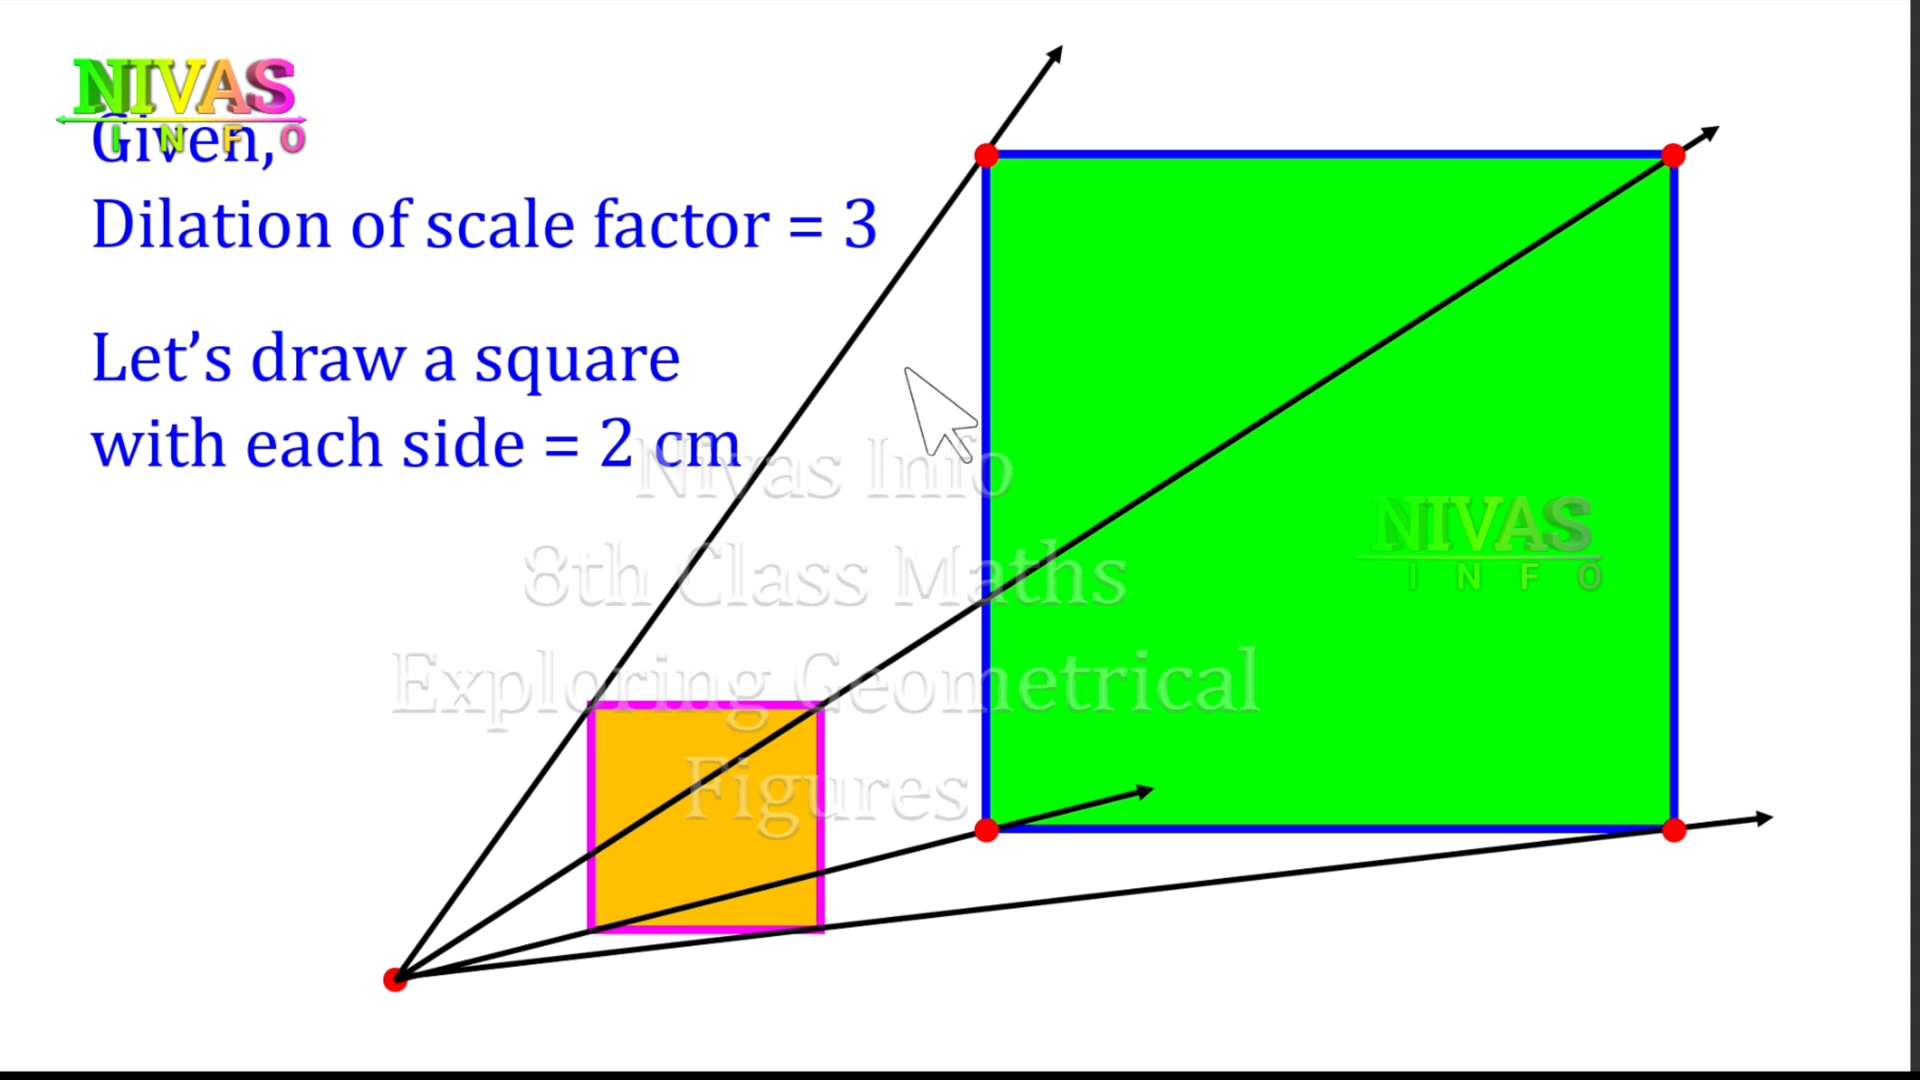 NIVAS
INFO
Given,
Dilation of scale factor = 3
Let’s draw a square
with each side = 2 cm
Nivas Info
8th Class Maths
Exploring Geometrical
Figures
NIVAS
INFO